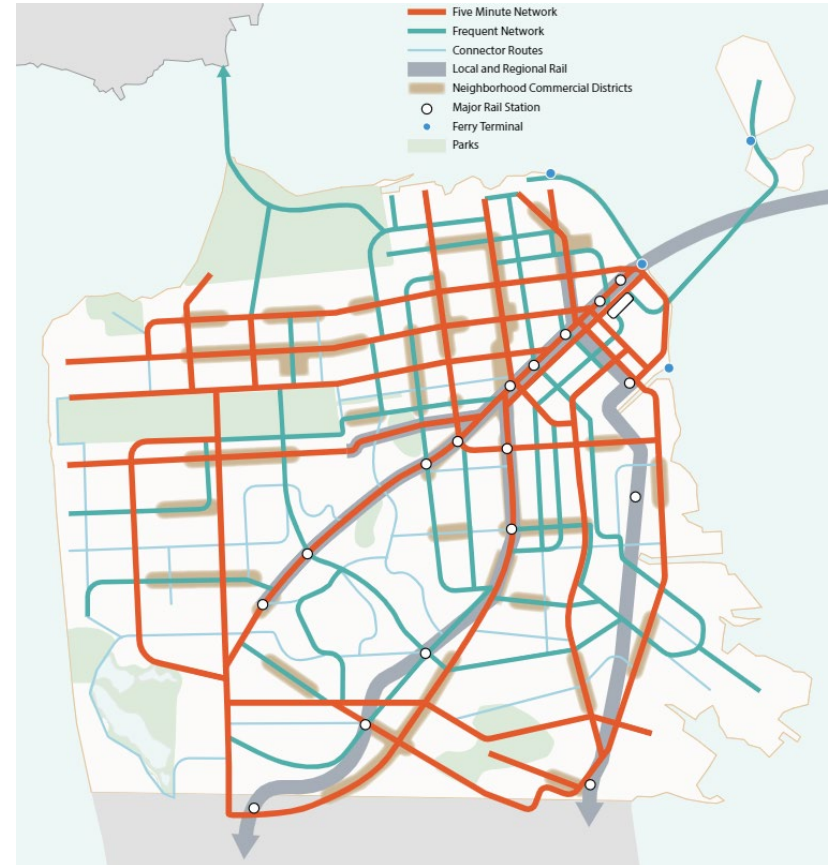 Five Minute Network
Frequent Network
Connector Routes
Local and Regional Rail
Neighborhood Commercial Districts
Major Rail Station
Ferry Terminal
Parks